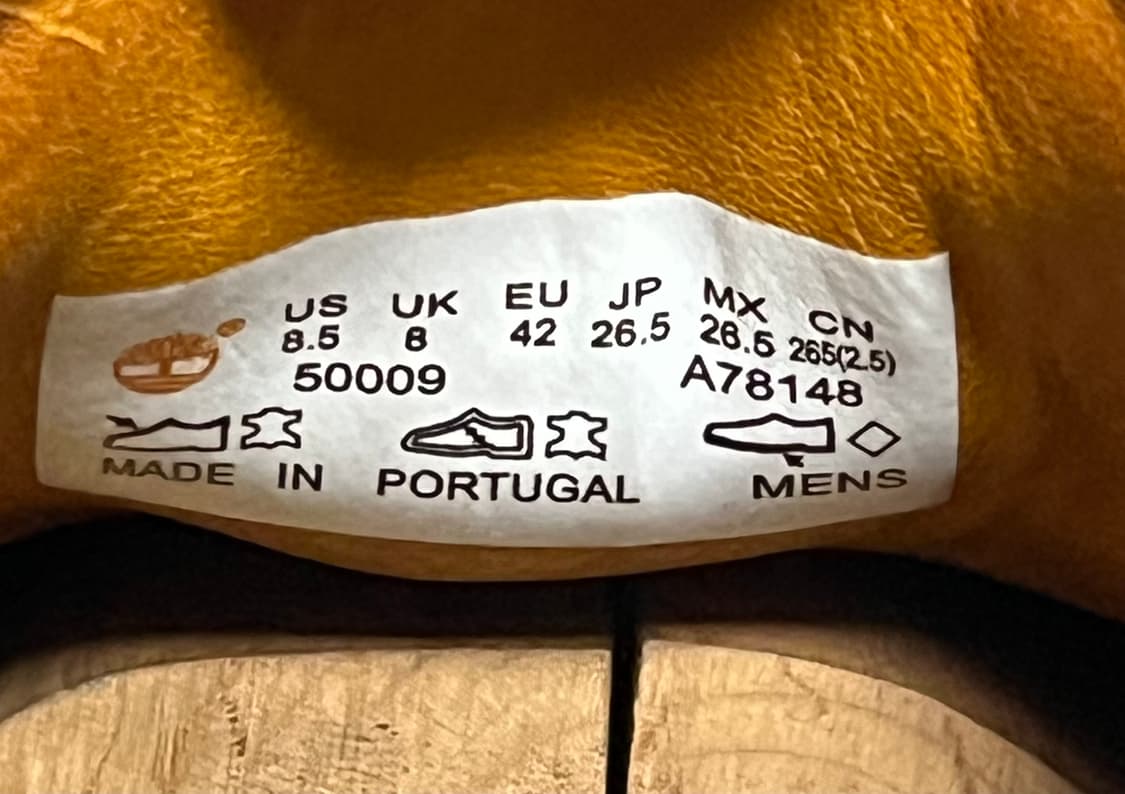 US UK EU JP MX CN
8.5 8 42 26.5 26.5 265(2.5)
50009 A78148
MADE IN PORTUGAL MENS